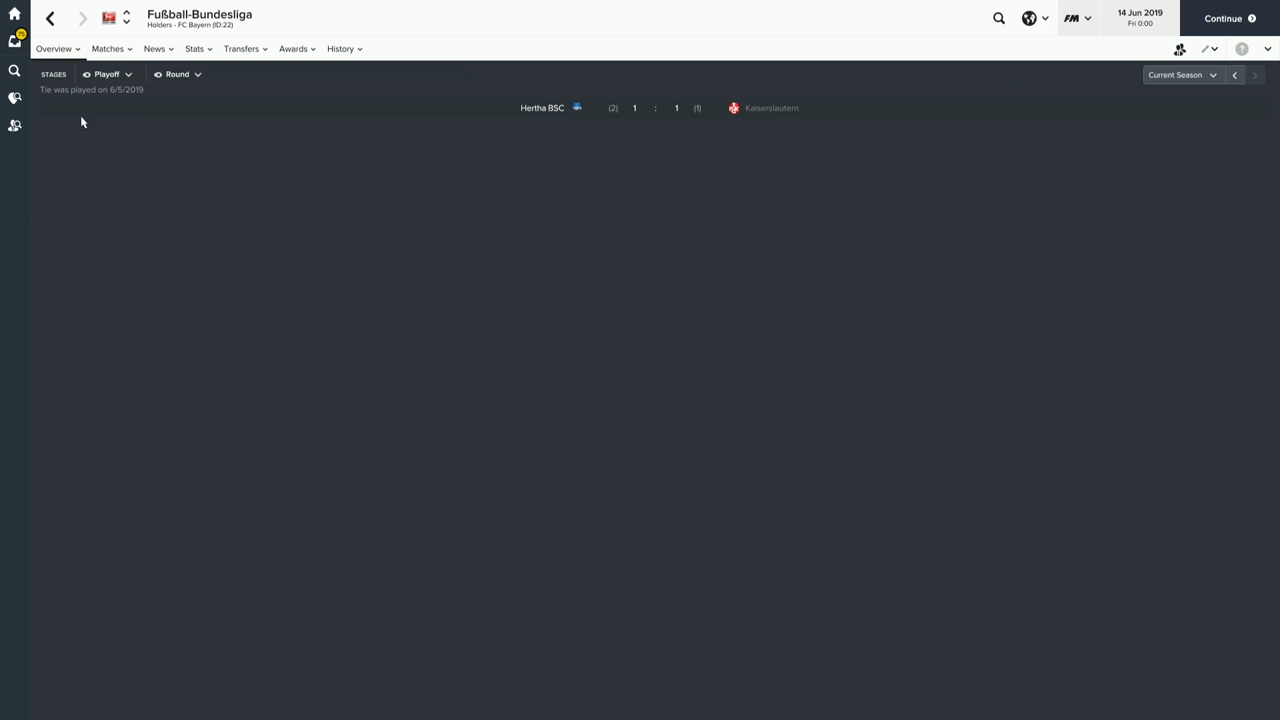 Fußball-Bundesliga
Holders - FC Bayern (ID:22)
75
FM
14 Jun 2019
Fri 0:00
Continue
Overview Matches News Stats Transfers Awards History
STAGES Playoff Round
Current Season
Tie was played on 6/5/2019
Hertha BSC (2) 1 : 1 (1) Kaiserslautern